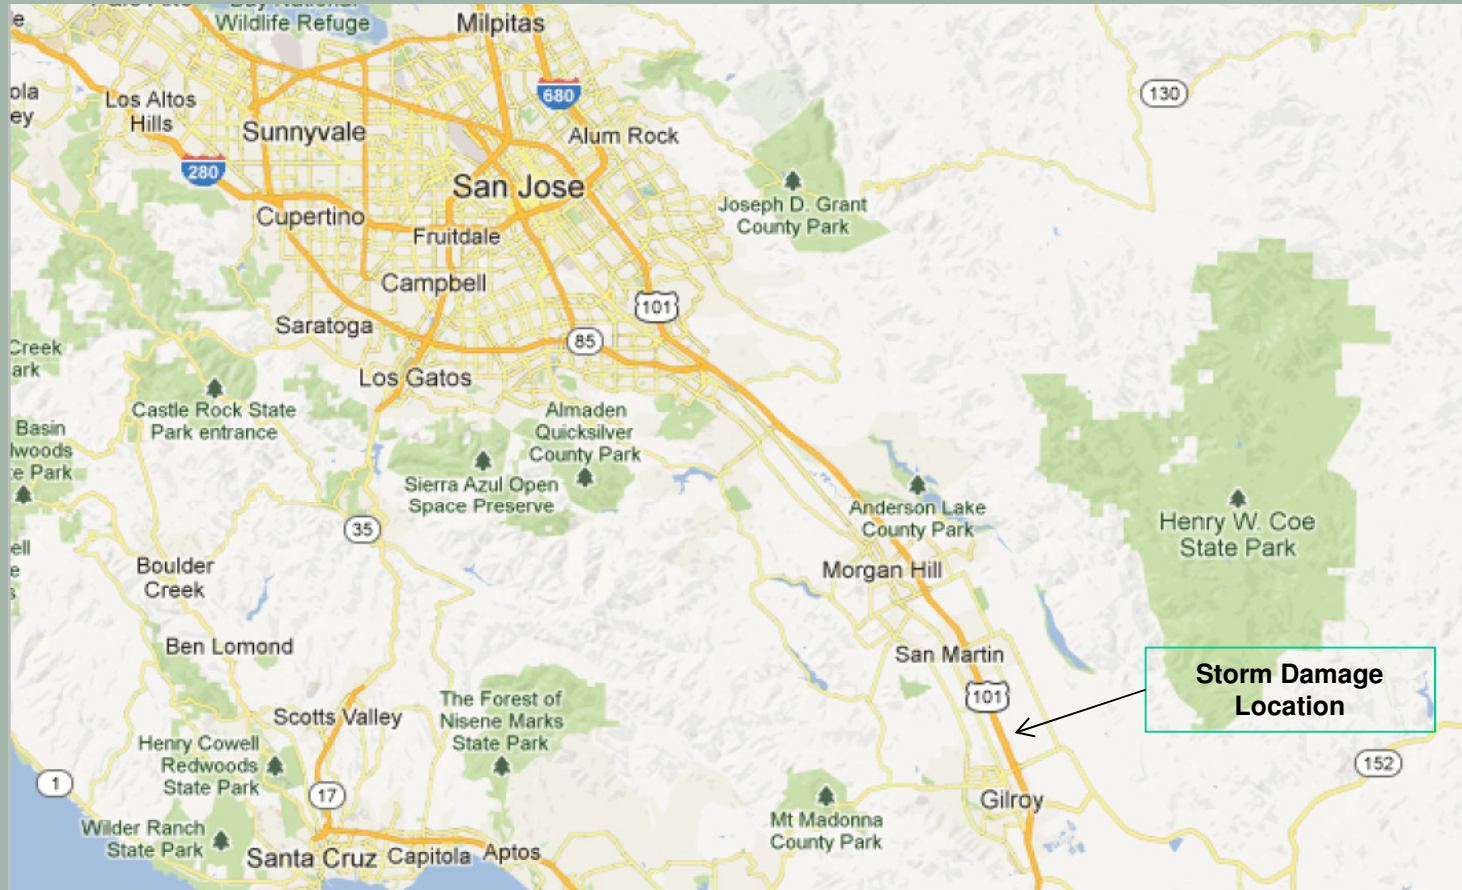 Wildlife Refuge
Milpitas
Los Altos
Hills
680
130
Sunnyvale
Alum Rock
280
San Jose
Cupertino
Fruitdale
Joseph D. Grant
County Park
Campbell
101
Saratoga
85
Creek
Los Gatos
Castle Rock State
Park entrance
Almaden
Quicksilver
County Park
Basin
Sierra Azul Open
Space Preserve
Anderson Lake
County Park
Henry W. Coe
State Park
35
Boulder
Creek
Morgan Hill
Ben Lomond
San Martin
Storm Damage
Location
101
The Forest of
Nisene Marks
State Park
Scotts Valley
Henry Cowell
Redwoods
State Park
152
1
17
Gilroy
Mt Madonna
County Park
Wilder Ranch
State Park
Santa Cruz
Capitola
Aptos